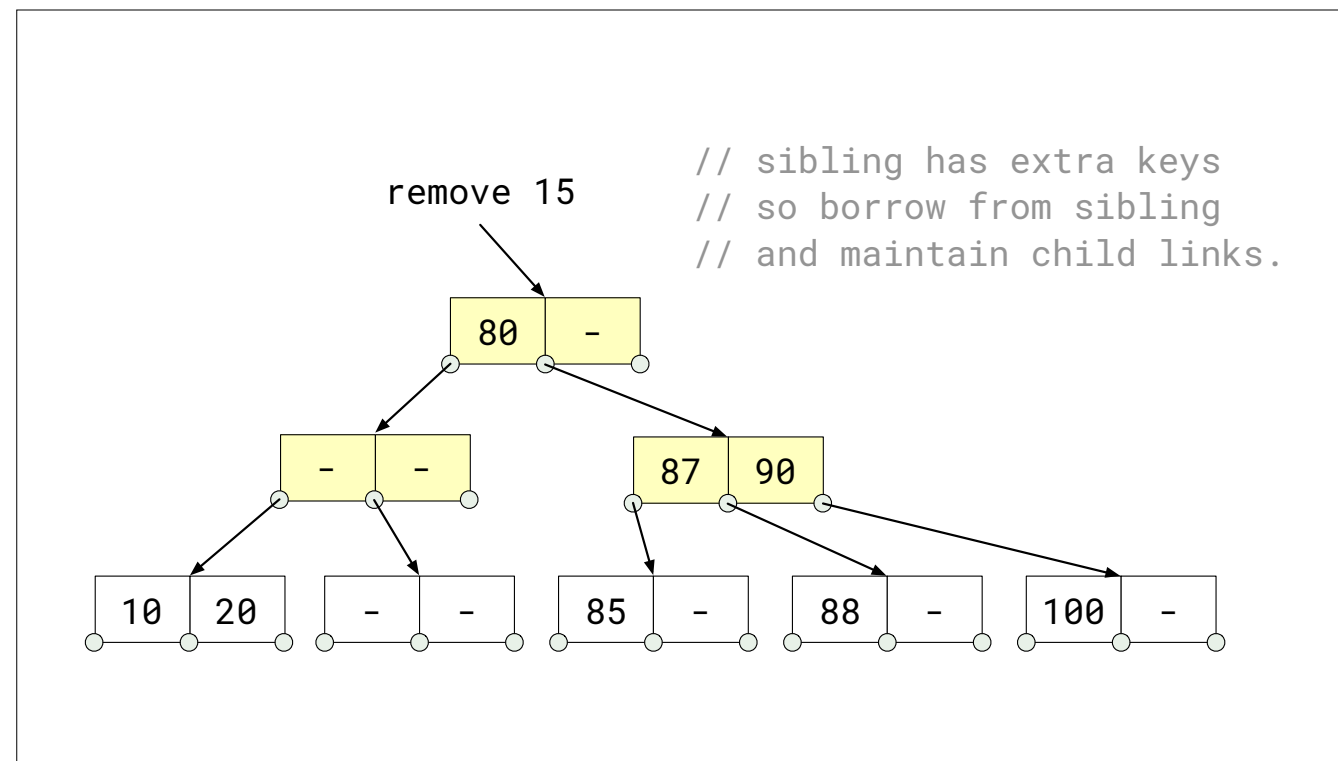 // sibling has extra keys
remove 15
// so borrow from sibling
// and maintain child links.
80 -
- -
87 90
10 20
- -
85 -
88 -
100 -